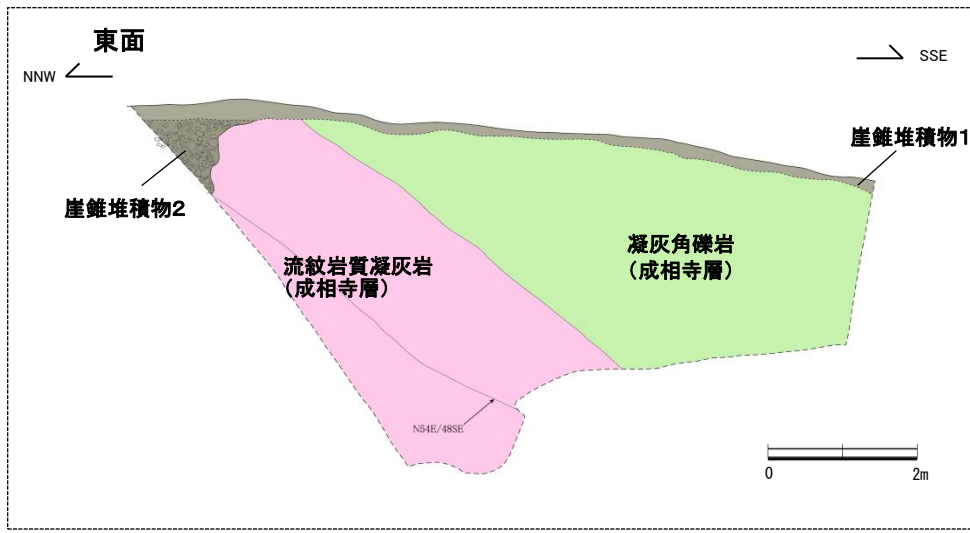 東面
NNW
SSE
崖錐堆積物1
崖錐堆積物2
凝灰角礫岩
（成相寺層）
流紋岩質凝灰岩
（成相寺層）
N54E/48SE
0
2m